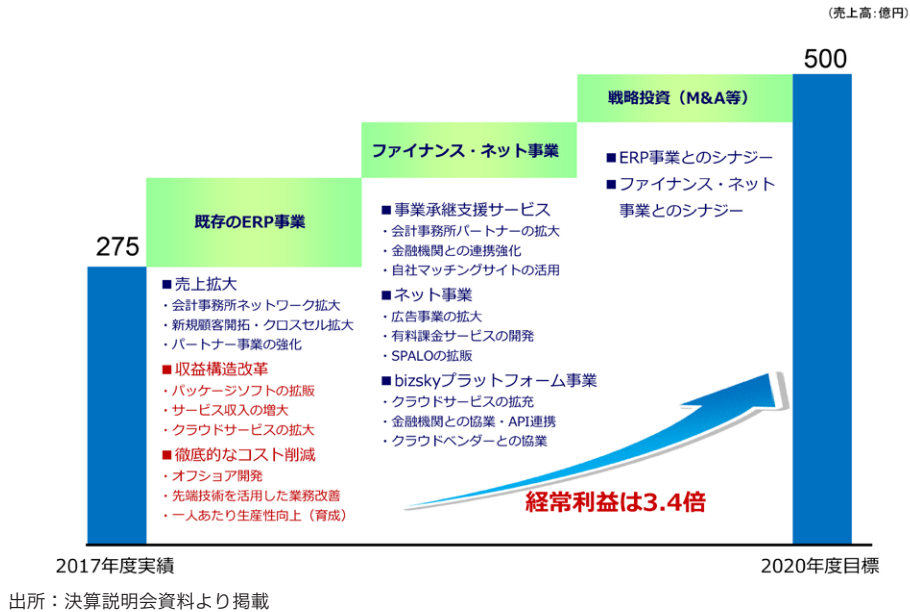 (売上高:億円)
500
戦略投資（M&A等）
ファイナンス・ネット事業
■ERP事業とのシナジー
■ファイナンス・ネット
事業とのシナジー
既存のERP事業
275
■事業承継支援サービス
・会計事務所パートナーの拡大
・金融機関との連携強化
・自社マッチングサイトの活用
■ネット事業
・広告事業の拡大
・有料課金サービスの開発
・SPALOの拡販
■bizskyプラットフォーム事業
・クラウドサービスの拡充
・金融機関との協業・API連携
・クラウドベンダーとの協業
■売上拡大
・会計事務所ネットワーク拡大
・新規顧客開拓・クロスセル拡大
・パートナー事業の強化
■収益構造改革
・パッケージソフトの拡販
・サービス収入の増大
・クラウドサービスの拡大
■徹底的なコスト削減
・オフショア開発
・先端技術を活用した業務改善
・一人あたり生産性向上（育成）
経常利益は3.4倍
2017年度実績
2020年度目標
出所：決算説明会資料より掲載